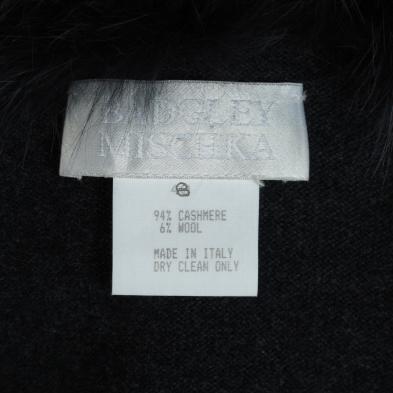 BADGLEY
MISCHKA
94% CASHMERE
6% WOOL
MADE IN ITALY
DRY CLEAN ONLY